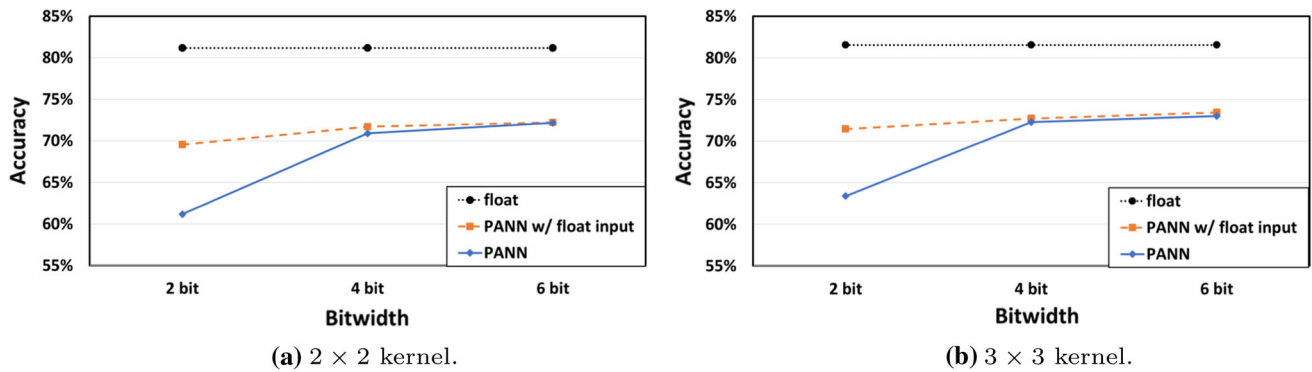 85%
80%
75%
70%
65%
60%
55%
Accuracy
2 bit
4 bit
6 bit
Bitwidth
float
PANN w/ float input
PANN
(a) 2 × 2 kernel.
85%
80%
75%
70%
65%
60%
55%
Accuracy
2 bit
4 bit
6 bit
Bitwidth
float
PANN w/ float input
PANN
(b) 3 × 3 kernel.